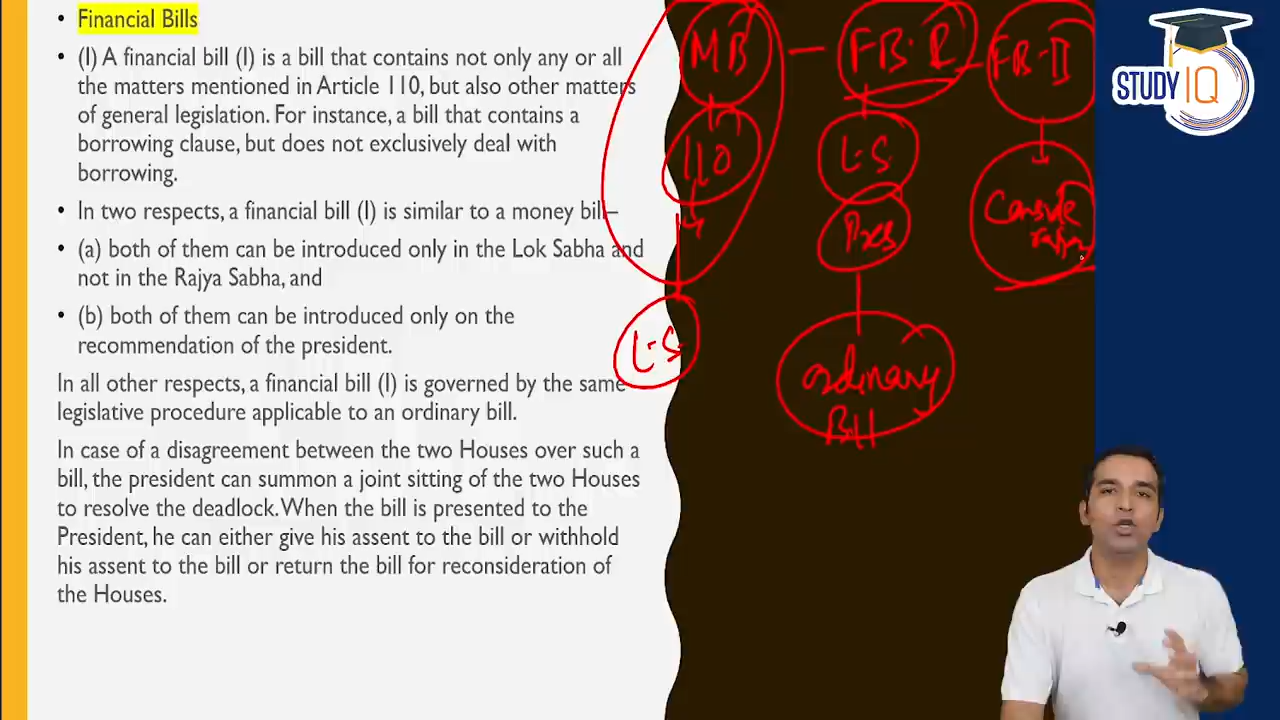 Financial Bills
(I) A financial bill (I) is a bill that contains not only any or all
the matters mentioned in Article 110, but also other matters
of general legislation. For instance, a bill that contains a
borrowing clause, but does not exclusively deal with
borrowing.
In two respects, a financial bill (I) is similar to a money bill–
(a) both of them can be introduced only in the Lok Sabha and
not in the Rajya Sabha, and
(b) both of them can be introduced only on the
recommendation of the president.
In all other respects, a financial bill (I) is governed by the same
legislative procedure applicable to an ordinary bill.
In case of a disagreement between the two Houses over such a
bill, the president can summon a joint sitting of the two Houses
to resolve the deadlock. When the bill is presented to the
President, he can either give his assent to the bill or withhold
his assent to the bill or return the bill for reconsideration of
the Houses.
MB – FB-I – FB-II
110
L.S
L.S
Pres
ordinary
Bill
STUDY IQ